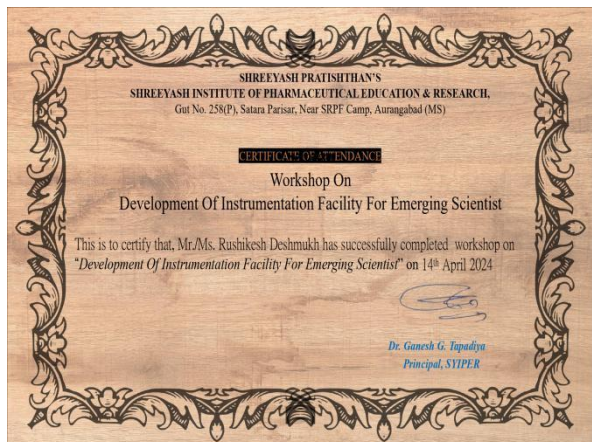 SHREEYASH PRATISHTHAN'S
SHREEYASH INSTITUTE OF PHARMACEUTICAL EDUCATION & RESEARCH,
Gut No. 258(P), Satara Parisar, Near SRPF Camp, Aurangabad (MS)
CERTIFICATE OF ATTENDANCE
Workshop On
Development Of Instrumentation Facility For Emerging Scientist
This is to certify that, Mr./Ms. Rushikesh Deshmukh has successfully completed workshop on
"Development Of Instrumentation Facility For Emerging Scientist" on 14th April 2024
Dr. Ganesh G. Tapadiya
Principal, SYIPER